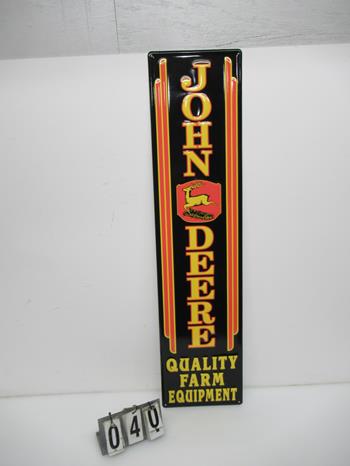 JOHN
DEERE
QUALITY
FARM
EQUIPMENT
040